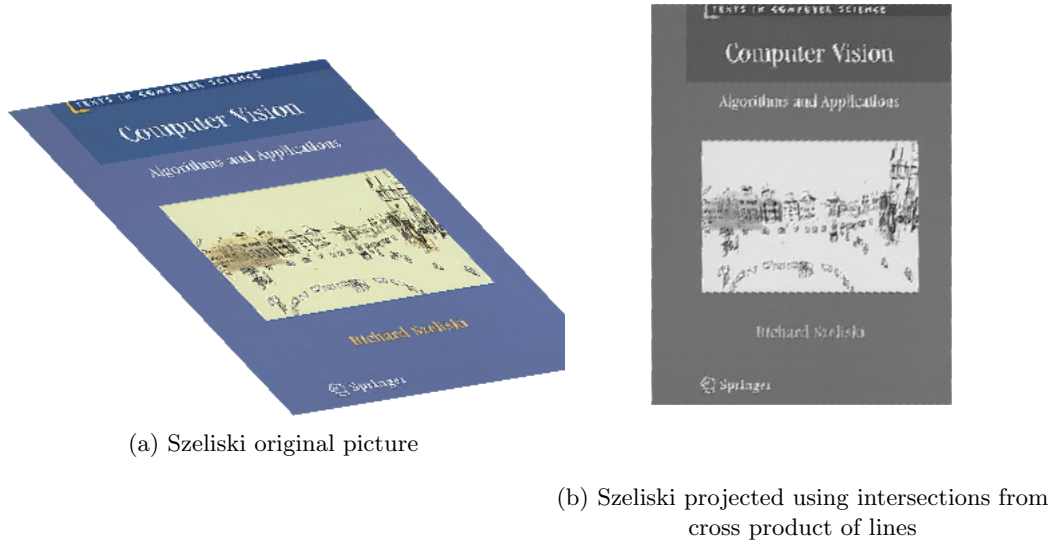 TEXTS IN COMPUTER SCIENCE
Computer Vision
Algorithms and Applications
Richard Szeliski
Springer
(a) Szeliski original picture
TEXTS IN COMPUTER SCIENCE
Computer Vision
Algorithms and Applications
Richard Szeliski
Springer
(b) Szeliski projected using intersections from
cross product of lines